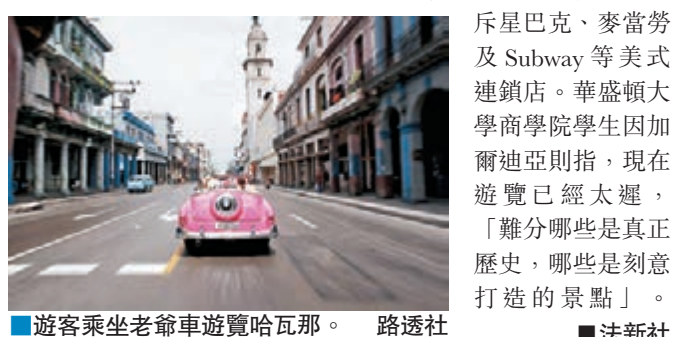 斥星巴克、麥當勞
及 Subway 等美式
連鎖店。華盛頓大
學商學院學生因加
爾迪亞則指，現在
遊覽已經太遲，
「難分哪些是真正
歷史，哪些是刻意
打造的景點」。
■法新社
■遊客乘坐老爺車遊覽哈瓦那。 路透社